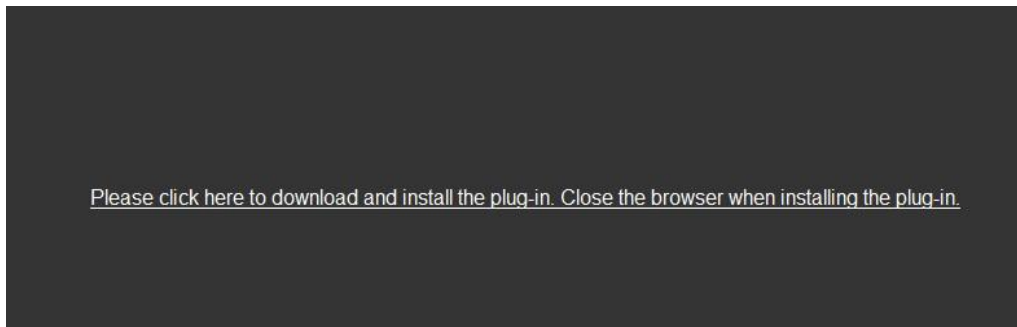 Please click here to download and install the plug-in. Close the browser when installing the plug-in.